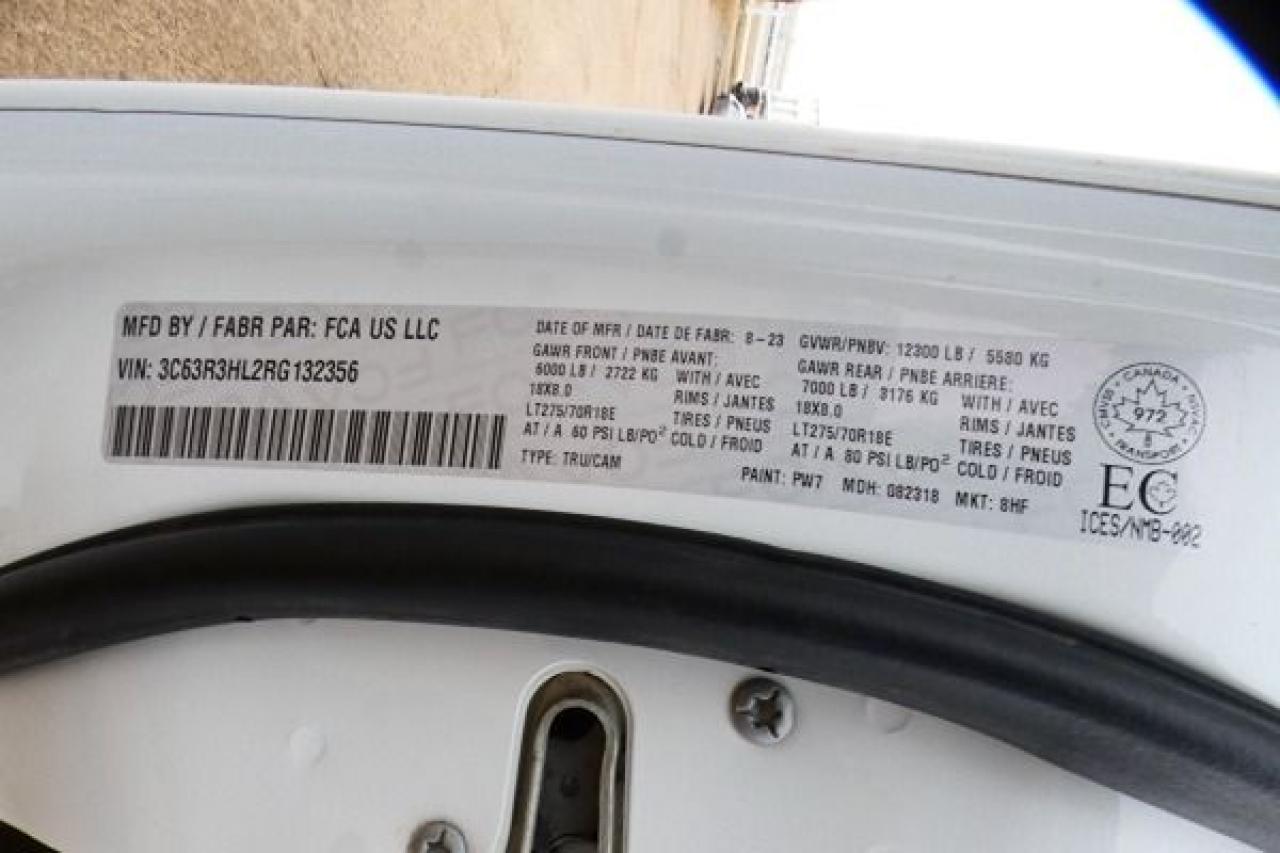 MFD BY / FABR PAR: FCA US LLC
VIN: 3C63R3HL2RG132356
DATE OF MFR / DATE DE FABR: 8-23
GAWR FRONT / PNBE AVANT:
6000 LB / 2722 KG WITH / AVEC
18X8.0 RIMS / JANTES
LT275/70R18E TIRES / PNEUS
AT / A 60 PSI LB/PO² COLD / FROID
TYPE: TRU/CAM
GVWR/PNBV: 12300 LB / 5580 KG
GAWR REAR / PNBE ARRIERE:
7000 LB / 3176 KG WITH / AVEC
18X8.0 RIMS / JANTES
LT275/70R18E TIRES / PNEUS
AT / A 80 PSI LB/PO² COLD / FROID
PAINT: PW7 MDH: 082318 MKT: 8HF
CANADA
972
TRANSPORT
EC
ICES/NMB-002